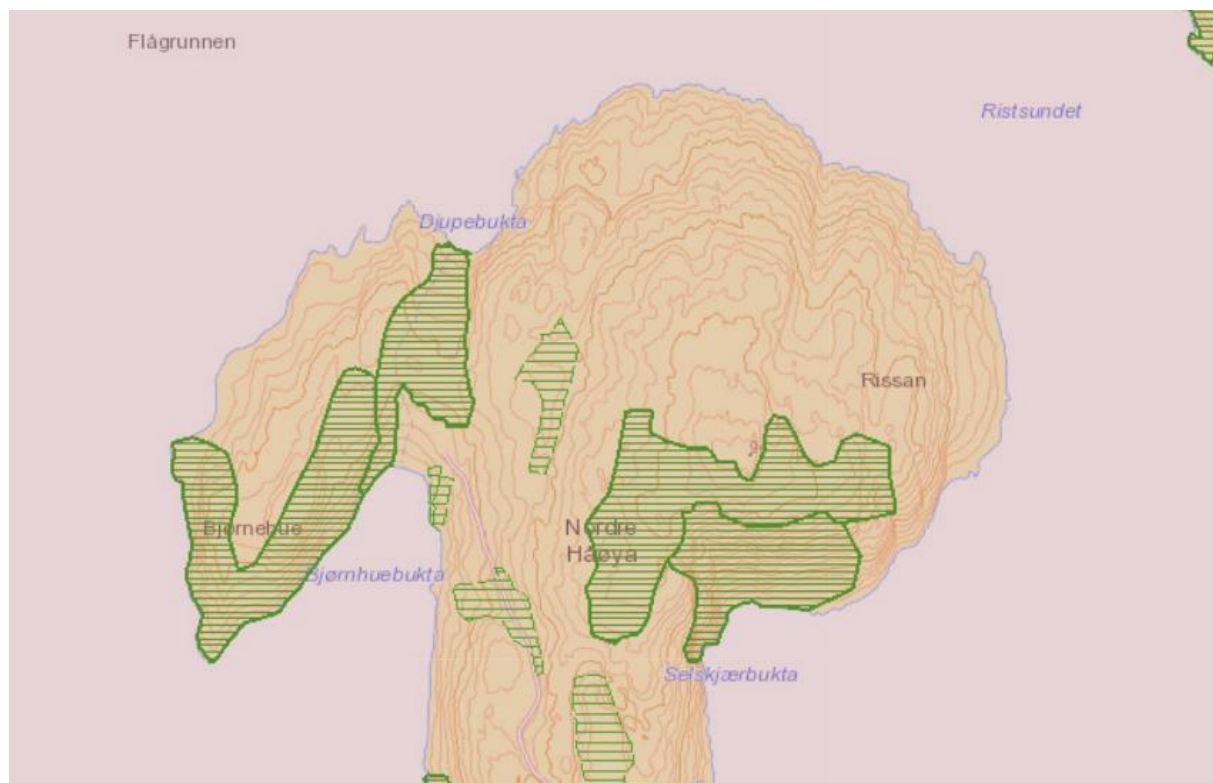 Flågrunnen
Ristsundet
Djupebukta
Rissan
Bjørnehue
Nordre
Håøya
Bjørnhuebukta
Selskjærbukta